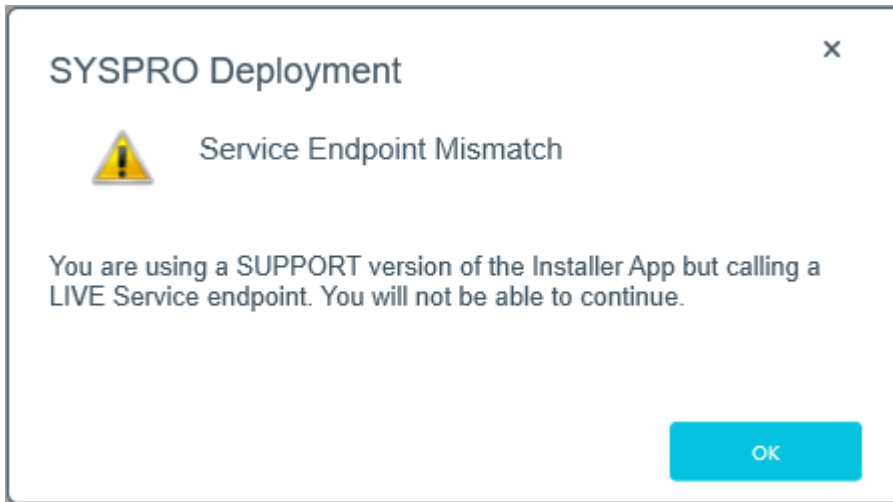 SYSPRO Deployment
Service Endpoint Mismatch
You are using a SUPPORT version of the Installer App but calling a
LIVE Service endpoint. You will not be able to continue.
OK